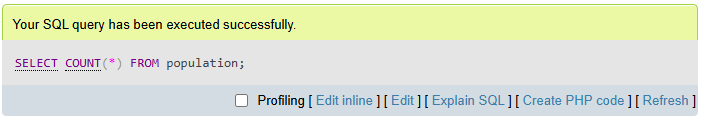 Your SQL query has been executed successfully.
SELECT COUNT(*) FROM population;
Profiling [ Edit inline ] [ Edit ] [ Explain SQL ] [ Create PHP code ] [ Refresh ]